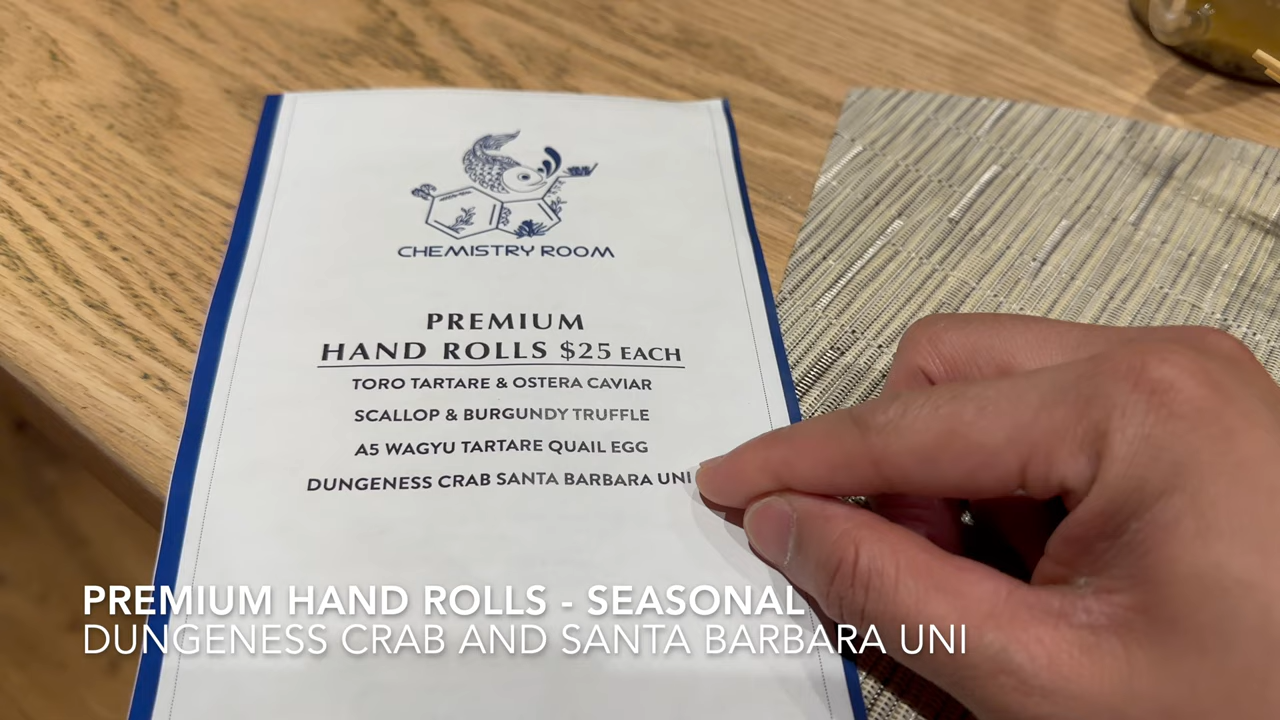 CHEMISTRY ROOM
PREMIUM
HAND ROLLS $25 EACH
TORO TARTARE & OSTERA CAVIAR
SCALLOP & BURGUNDY TRUFFLE
A5 WAGYU TARTARE QUAIL EGG
DUNGENESS CRAB SANTA BARBARA UNI
PREMIUM HAND ROLLS - SEASONAL
DUNGENESS CRAB AND SANTA BARBARA UNI